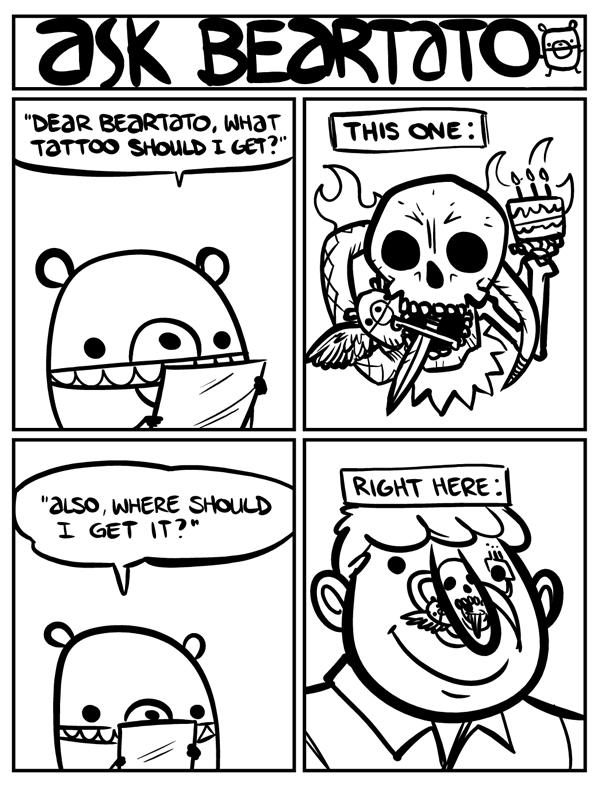 ASK BEARTATO
"DEAR BEARTATO, WHAT
TATTOO SHOULD I GET?"
THIS ONE:
"ALSO, WHERE SHOULD
I GET IT?"
RIGHT HERE: